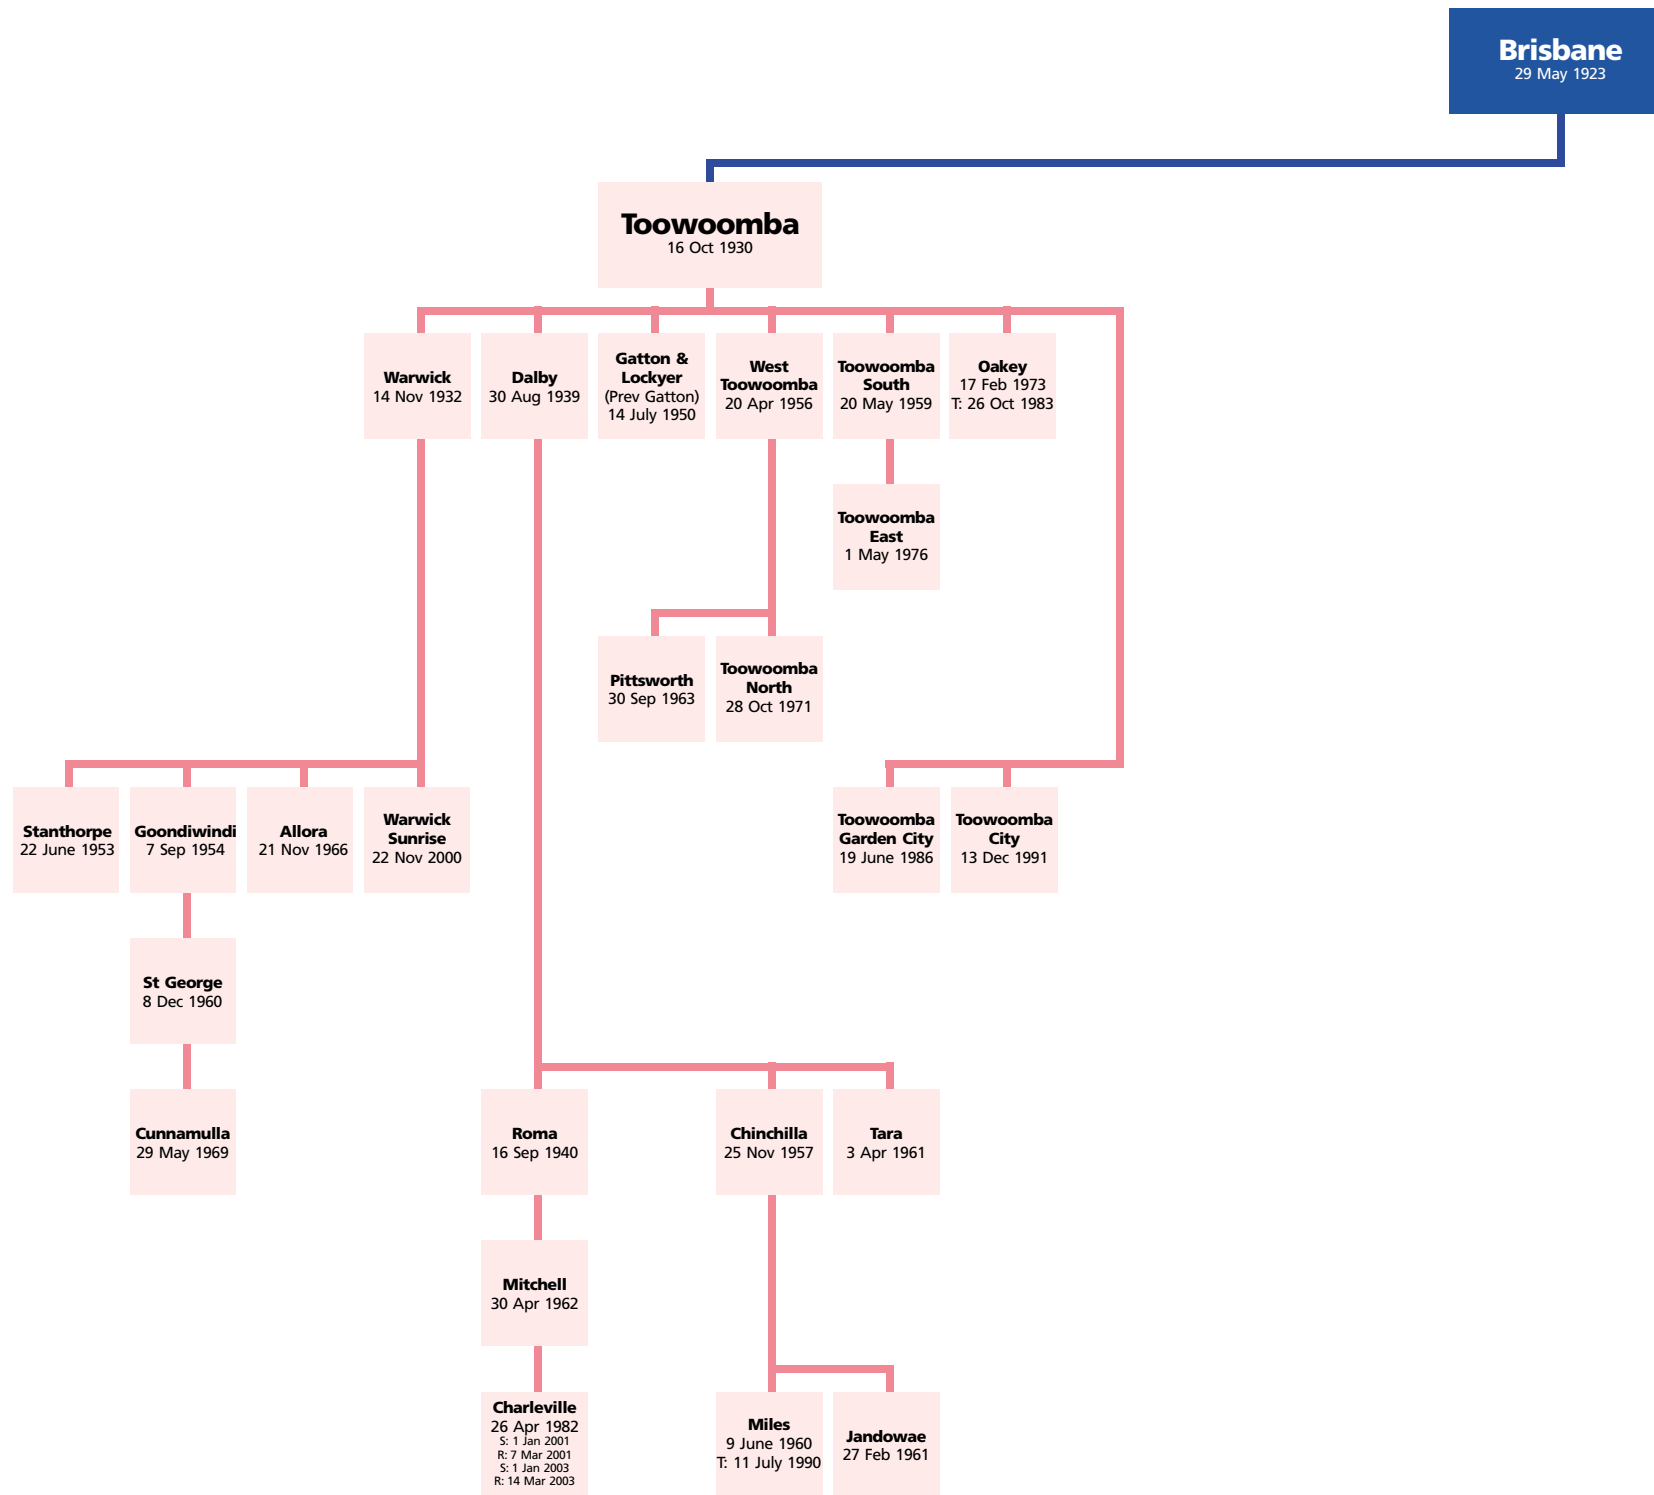 Brisbane
29 May 1923
Toowoomba
16 Oct 1930
Warwick
14 Nov 1932
Dalby
30 Aug 1939
Gatton &
Lockyer
(Prev Gatton)
14 July 1950
West
Toowoomba
20 Apr 1956
Toowoomba
South
20 May 1959
Oakey
17 Feb 1973
T: 26 Oct 1983
Toowoomba
East
1 May 1976
Pittsworth
30 Sep 1963
Toowoomba
North
28 Oct 1971
Stanthorpe
22 June 1953
Goondiwindi
7 Sep 1954
Allora
21 Nov 1966
Warwick
Sunrise
22 Nov 2000
Toowoomba
Garden City
19 June 1986
Toowoomba
City
13 Dec 1991
St George
8 Dec 1960
Cunnamulla
29 May 1969
Roma
16 Sep 1940
Chinchilla
25 Nov 1957
Tara
3 Apr 1961
Mitchell
30 Apr 1962
Charleville
26 Apr 1982
S: 1 Jan 2001
R: 7 Mar 2001
S: 1 Jan 2003
R: 14 Mar 2003
Miles
9 June 1960
T: 11 July 1990
Jandowae
27 Feb 1961